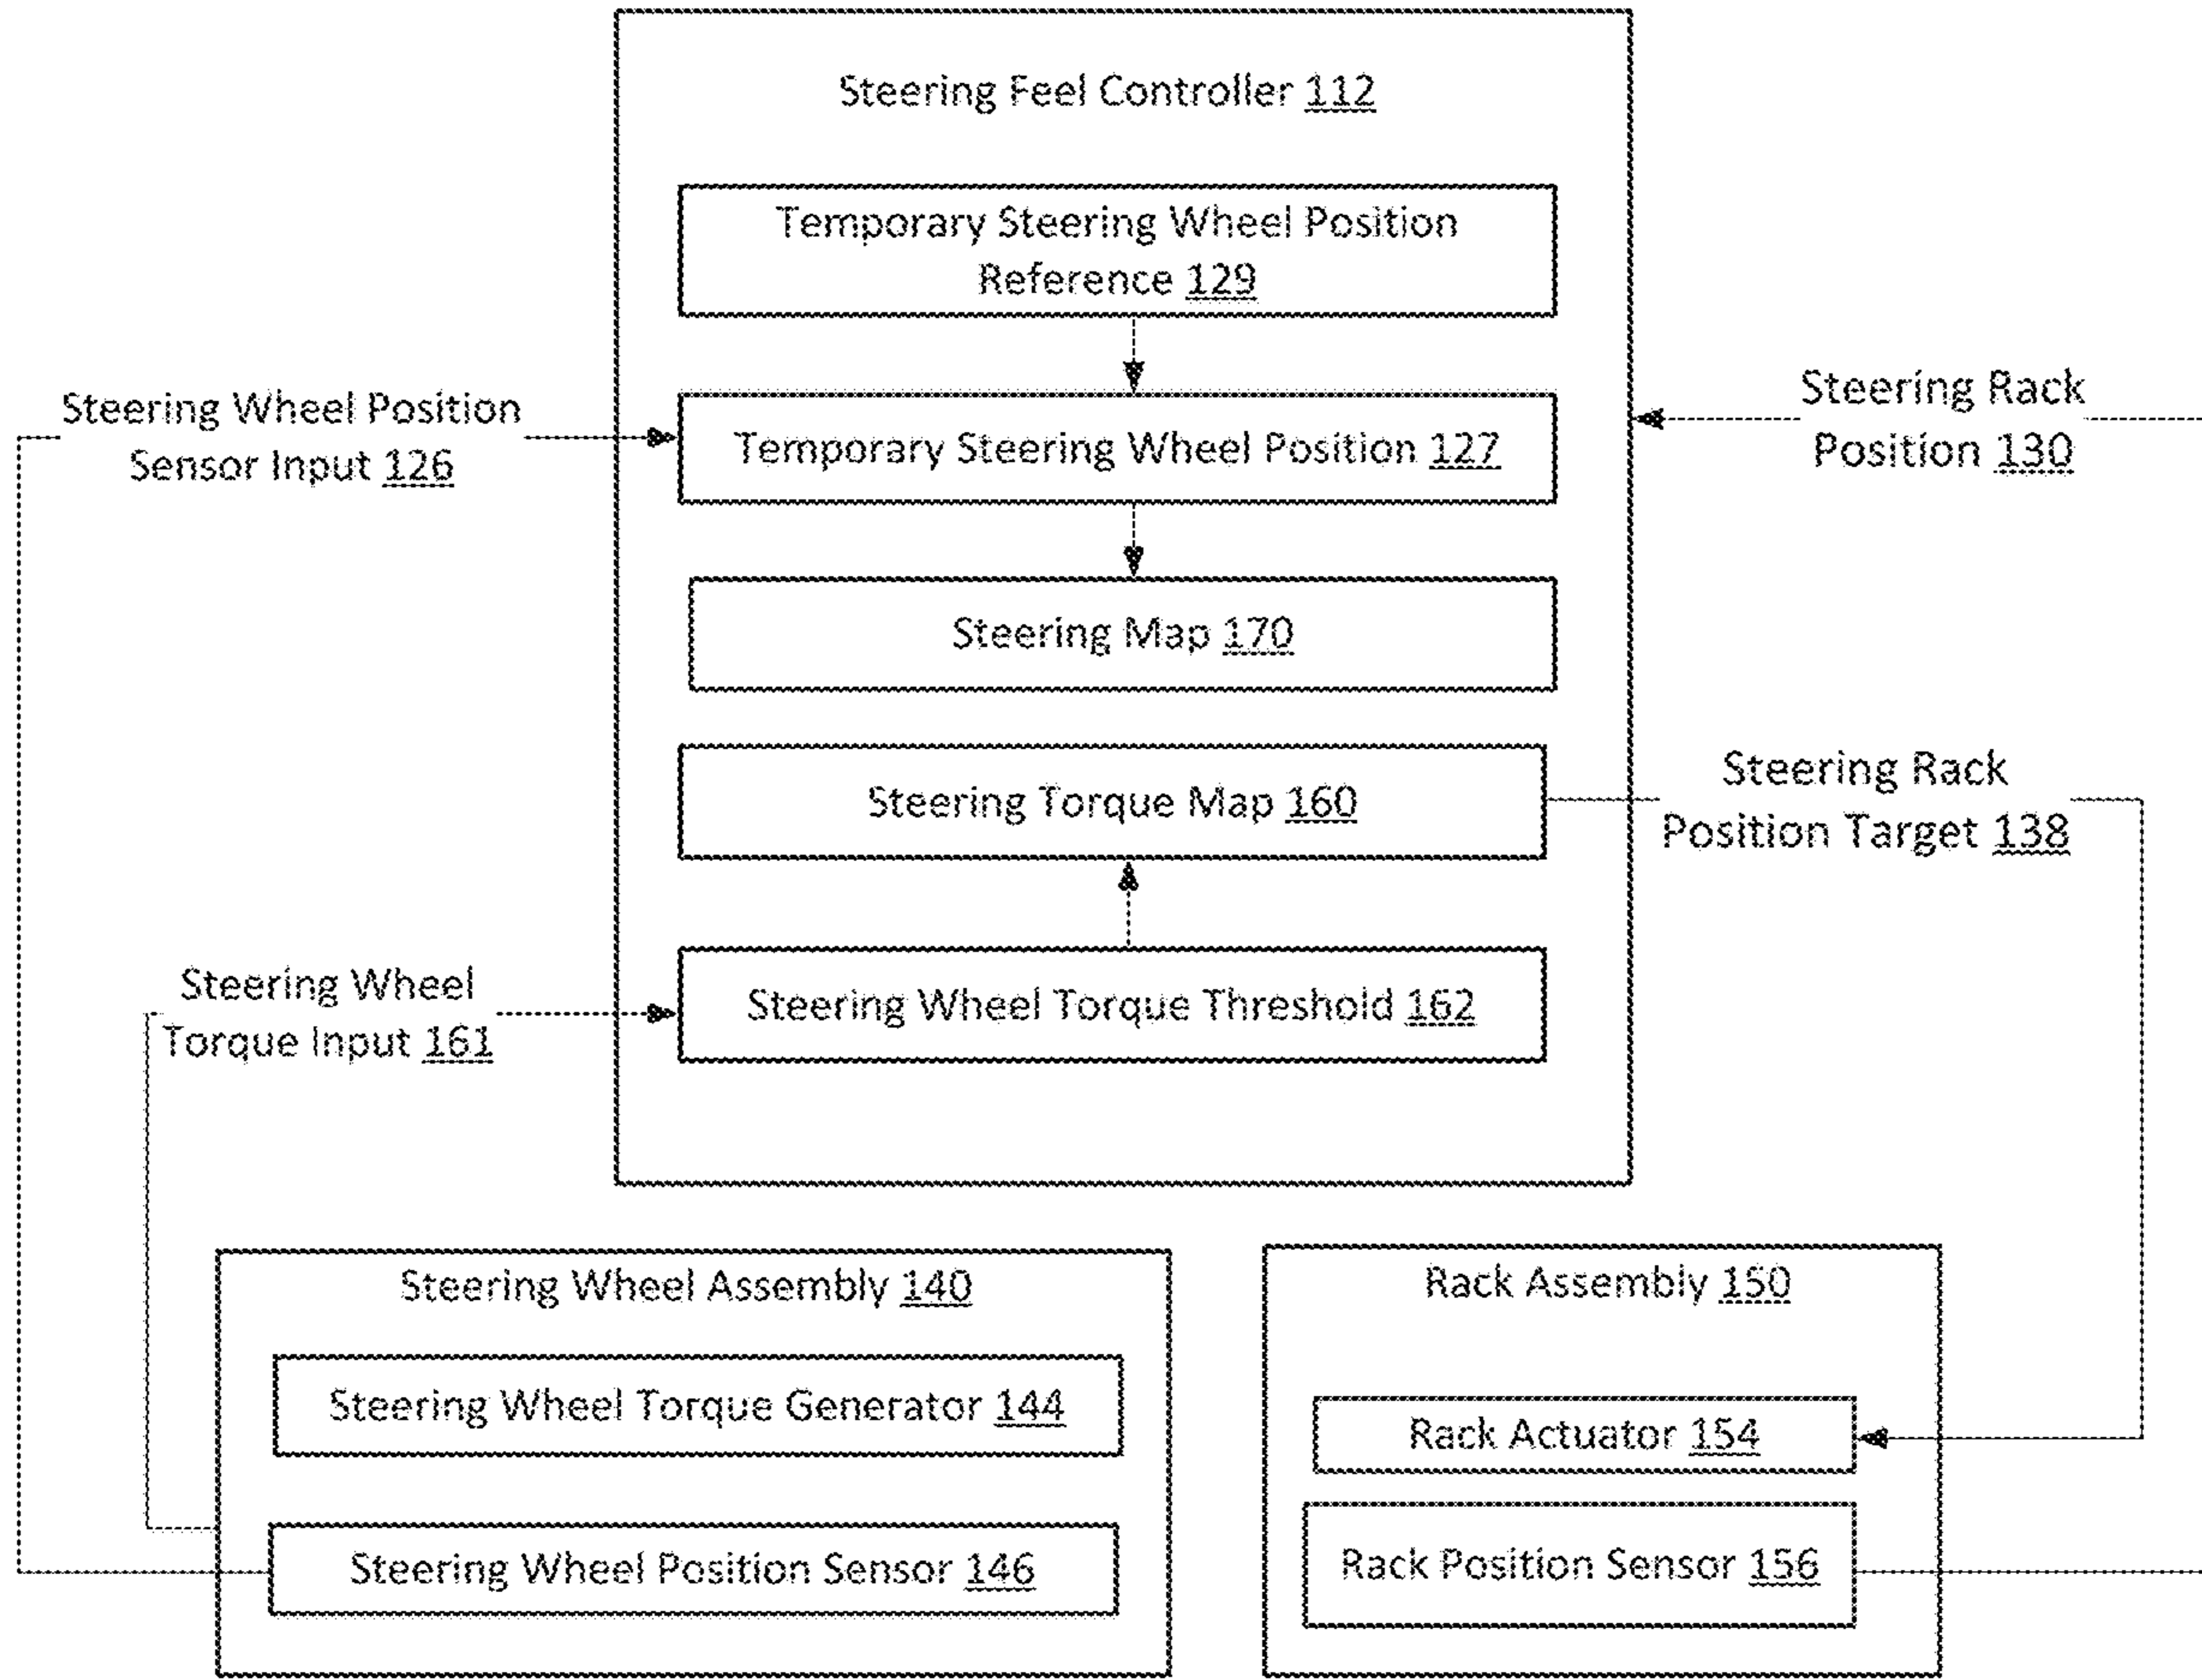 Steering Feel Controller 112
Temporary Steering Wheel Position
Reference 129
Steering Wheel Position
Sensor Input 126
Temporary Steering Wheel Position 127
Steering Rack
Position 130
Steering Map 170
Steering Torque Map 160
Steering Rack
Position Target 138
Steering Wheel
Torque Input 161
Steering Wheel Torque Threshold 162
Steering Wheel Assembly 140
Steering Wheel Torque Generator 144
Steering Wheel Position Sensor 146
Rack Assembly 150
Rack Actuator 154
Rack Position Sensor 156